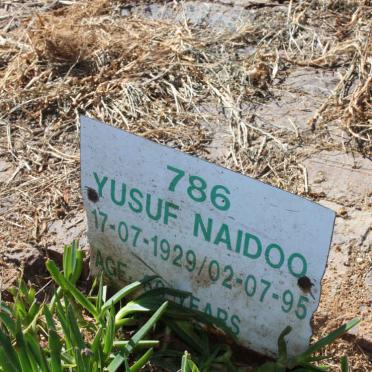 786
YUSUF NAIDOO
17-07-1929/02-07-95
AGE YEARS